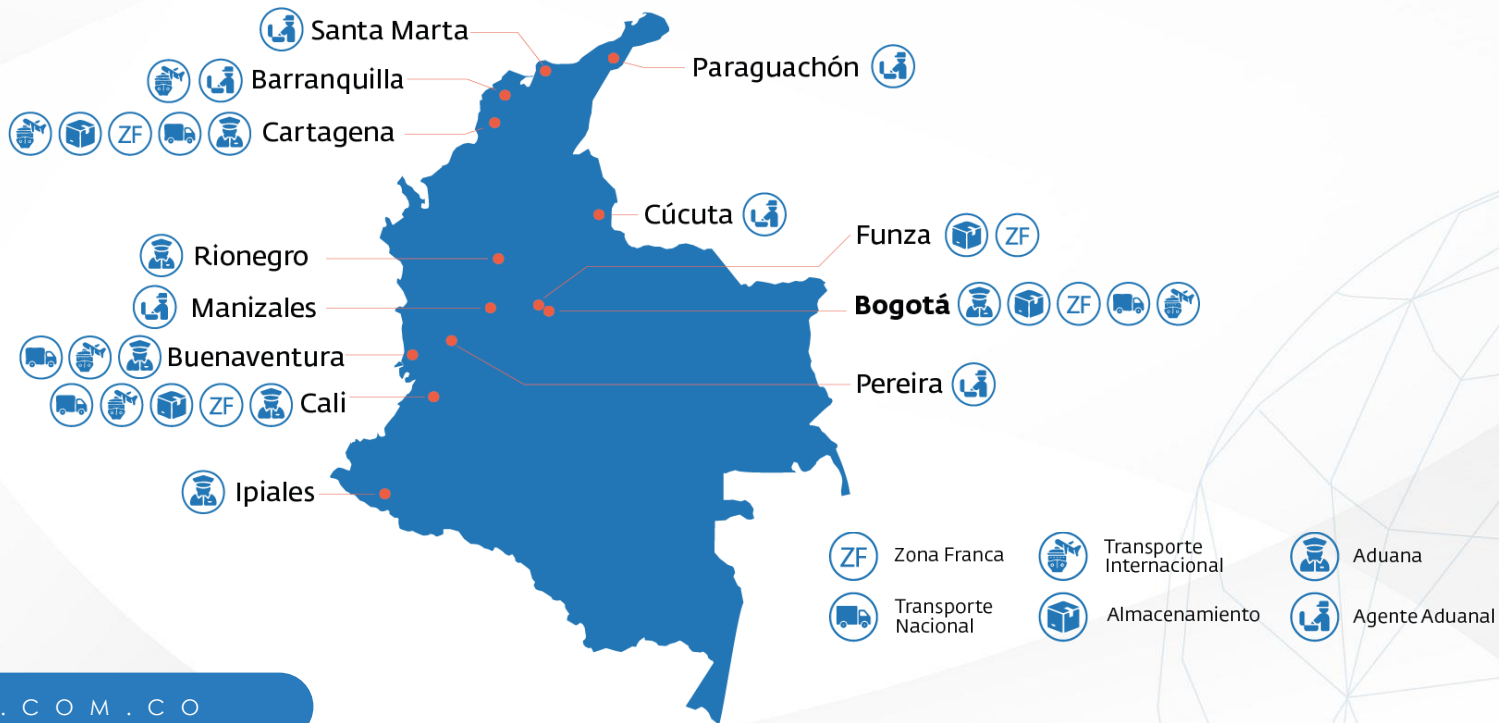 Santa Marta
Paraguachón
Barranquilla
ZF Cartagena
Cúcuta
Funza ZF
Rionegro
Bogotá ZF
Manizales
Buenaventura
Pereira
ZF Cali
Ipiales
ZF Zona Franca
Transporte
Internacional
Aduana
Transporte
Nacional
Almacenamiento
Agente Aduanal
.COM.CO